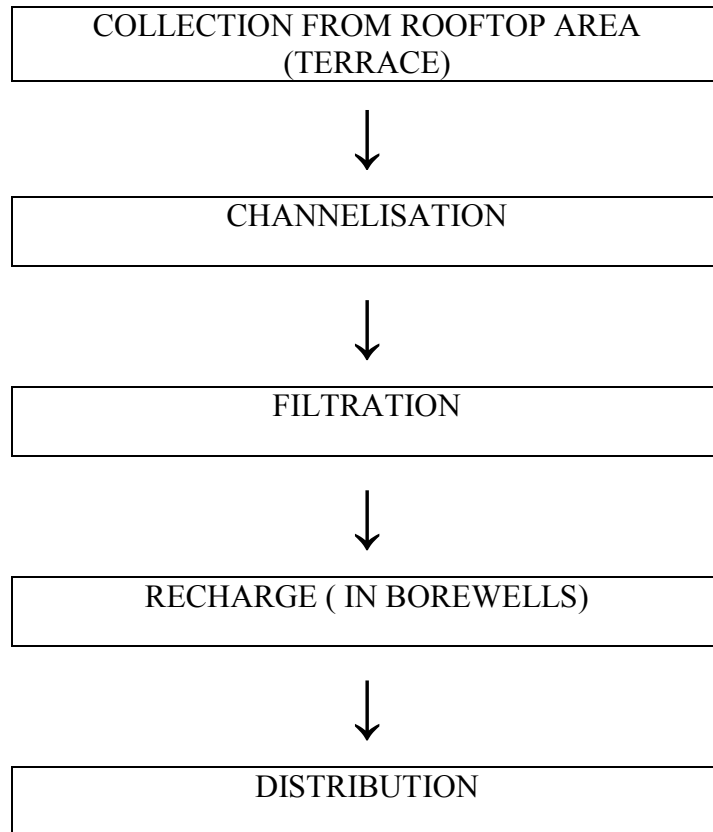 COLLECTION FROM ROOFTOP AREA
(TERRACE)
CHANNELISATION
FILTRATION
RECHARGE ( IN BOREWELLS)
DISTRIBUTION